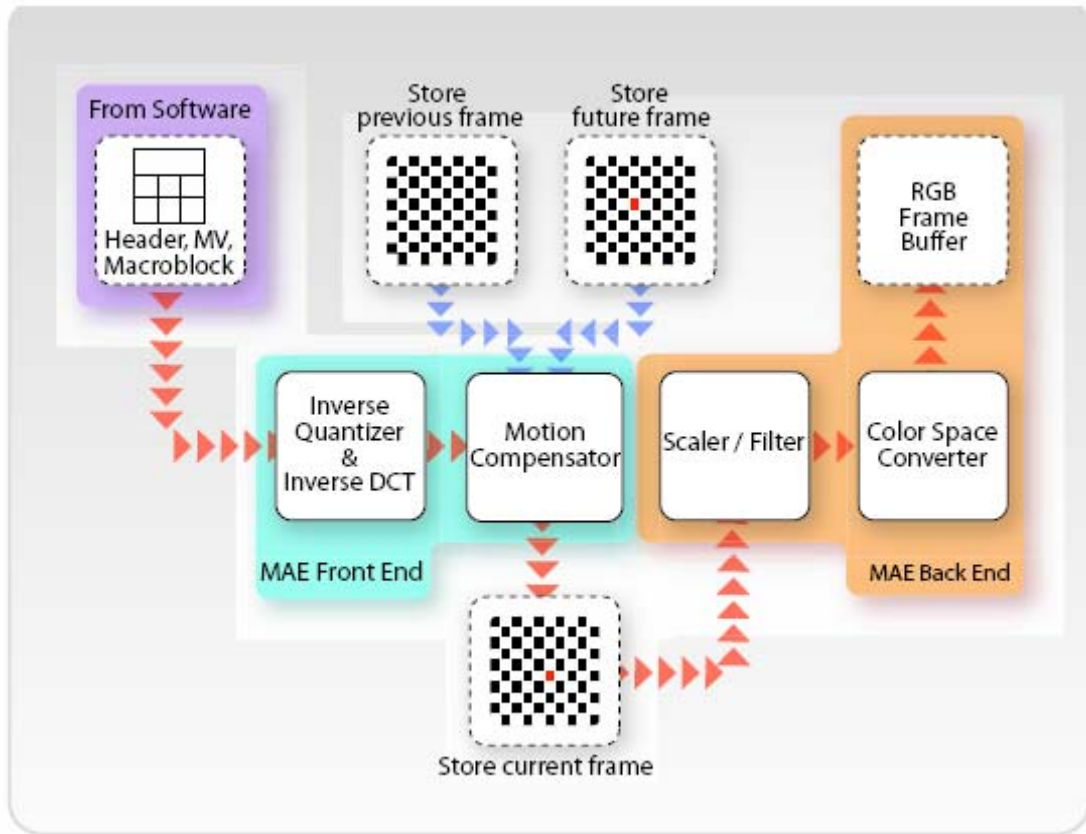 From Software
Header, MV,
Macroblock
Store
previous frame
Store
future frame
RGB
Frame
Buffer
Inverse
Quantizer
&
Inverse DCT
Motion
Compensator
Scaler / Filter
Color Space
Converter
MAE Front End
MAE Back End
Store current frame